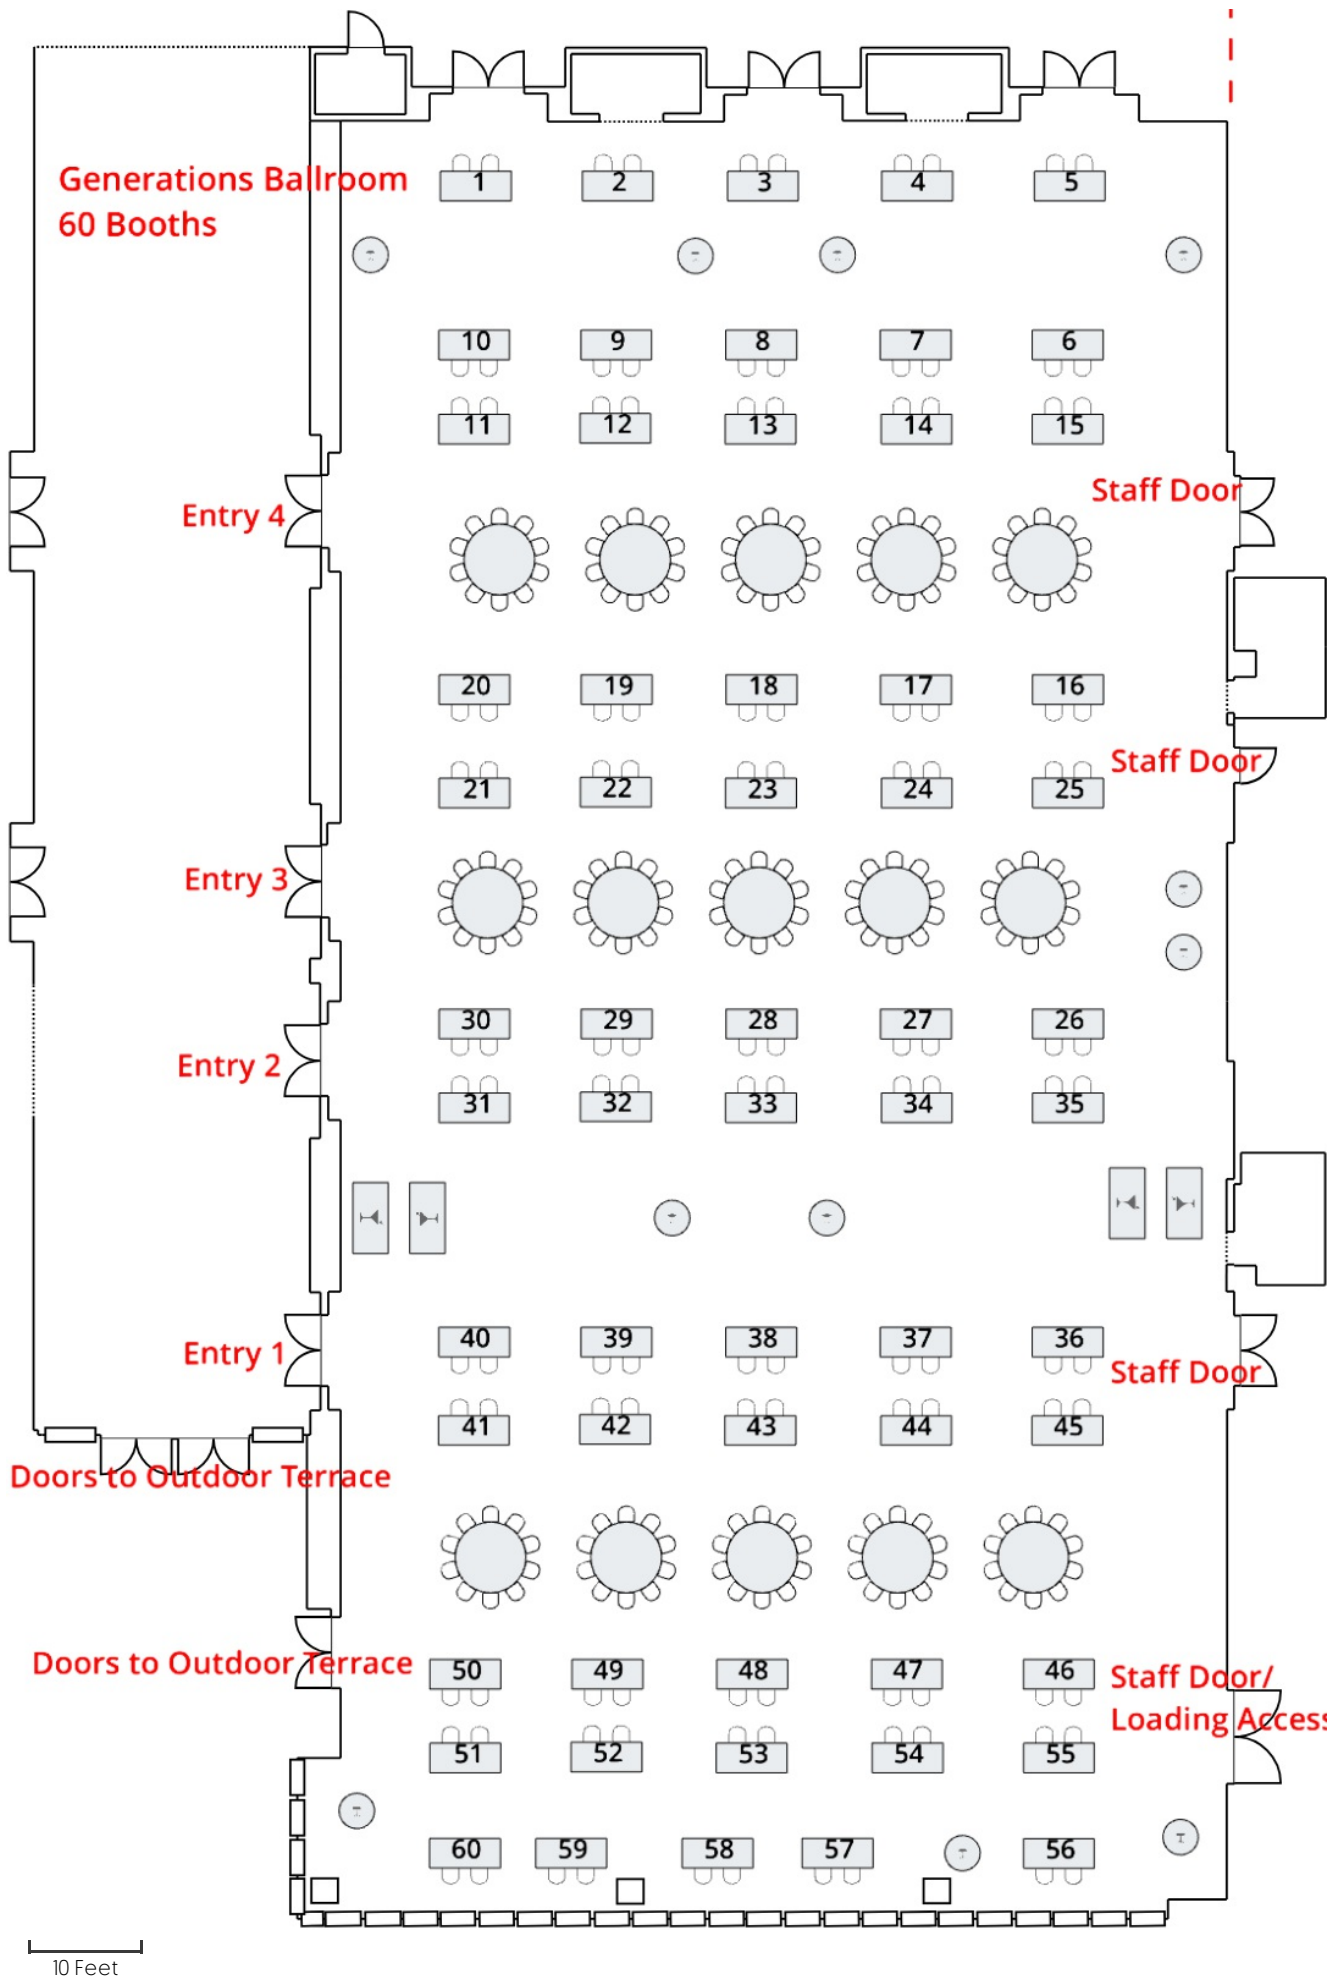 Generations Ballroom
60 Booths
1 2 3 4 5
10 9 8 7 6
11 12 13 14 15
Staff Door
Entry 4
20 19 18 17 16
Staff Door
21 22 23 24 25
Entry 3
30 29 28 27 26
Entry 2
31 32 33 34 35
40 39 38 37 36
Entry 1
Staff Door
41 42 43 44 45
Doors to Outdoor Terrace
Doors to Outdoor Terrace
50 49 48 47 46
Staff Door/
Loading Access
51 52 53 54 55
60 59 58 57 56
10 Feet